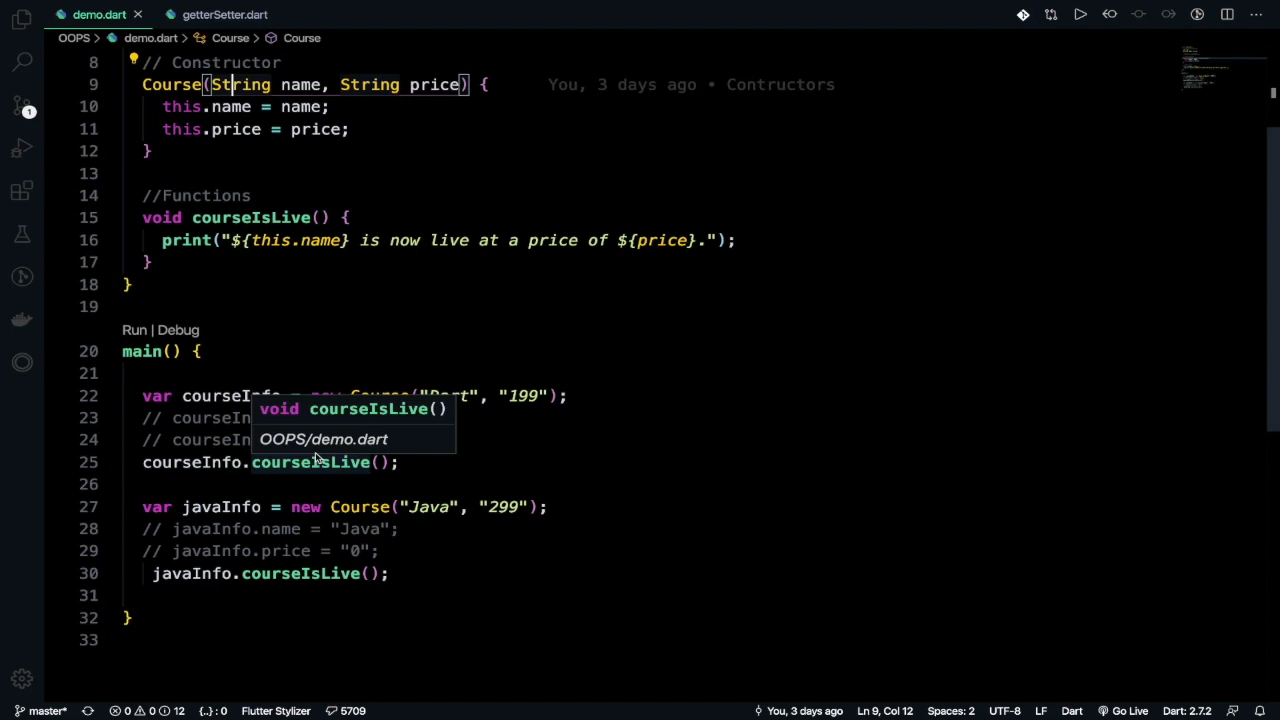 demo.dart
getterSetter.dart
OOPS > demo.dart > Course > Course
8 // Constructor
9 Course(String name, String price) { You, 3 days ago • Contructors
10 this.name = name;
11 this.price = price;
12 }
13
14 //Functions
15 void courseIsLive() {
16 print("${this.name} is now live at a price of ${price}.");
17 }
18 }
19
Run | Debug
20 main() {
21
22 var courseInfo = new Course("Dart", "199");
23 // courseIn
void courseIsLive()
24 // courseIn
OOPS/demo.dart
25 courseInfo.courseIsLive();
26
27 var javaInfo = new Course("Java", "299");
28 // javaInfo.name = "Java";
29 // javaInfo.price = "0";
30 javaInfo.courseIsLive();
31
32 }
33
1
master* 0 0 12 {..} : 0 Flutter Stylizer 5709 You, 3 days ago Ln 9, Col 12 Spaces: 2 UTF-8 LF Dart Go Live Dart: 2.7.2